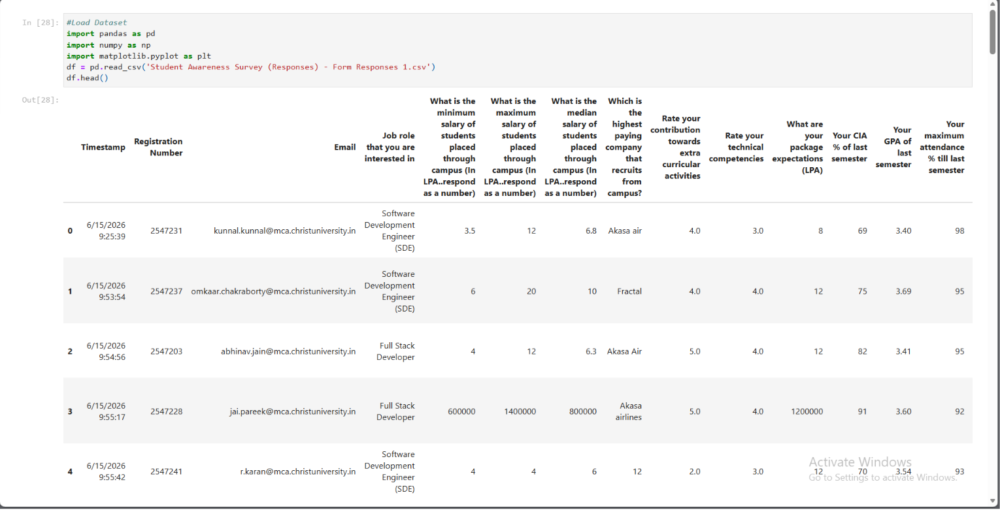 In [28]:
#Load Dataset
import pandas as pd
import numpy as np
import matplotlib.pyplot as plt
df = pd.read_csv('Student Awareness Survey (Responses) - Form Responses 1.csv')
df.head()
Out[28]:
Timestamp
Registration
Number
Email
Job role
that you are
interested in
What is the
minimum
salary of
students
placed
through
campus (In
LPA..respond
as a number)
What is the
maximum
salary of
students
placed
through
campus (In
LPA..respond
as a number)
What is the
median
salary of
students
placed
through
campus (In
LPA..respond
as a number)
Which is
the
highest
paying
company
that
recruits
from
campus?
Rate your
contribution
towards
extra
curricular
activities
Rate your
technical
competencies
What are
your
package
expectations
(LPA)
Your CIA
% of last
semester
Your
GPA of
last
semester
Your
maximum
attendance
% till last
semester
0
6/15/2026
9:25:39
2547231
kunnal.kunnal@mca.christuniversity.in
Software
Development
Engineer
(SDE)
3.5
12
6.8
Akasa air
4.0
3.0
8
69
3.40
98
1
6/15/2026
9:53:54
2547237
omkaar.chakraborty@mca.christuniversity.in
Software
Development
Engineer
(SDE)
6
20
10
Fractal
4.0
4.0
12
75
3.69
95
2
6/15/2026
9:54:56
2547203
abhinav.jain@mca.christuniversity.in
Full Stack
Developer
4
12
6.3
Akasa Air
5.0
4.0
12
82
3.41
95
3
6/15/2026
9:55:17
2547228
jai.pareek@mca.christuniversity.in
Full Stack
Developer
600000
1400000
800000
Akasa
airlines
5.0
4.0
1200000
91
3.60
92
4
6/15/2026
9:55:42
2547241
r.karan@mca.christuniversity.in
Software
Development
Engineer
(SDE)
4
4
6
12
2.0
3.0
12
70
3.54
93
Activate Windows
Go to Settings to activate Windows.